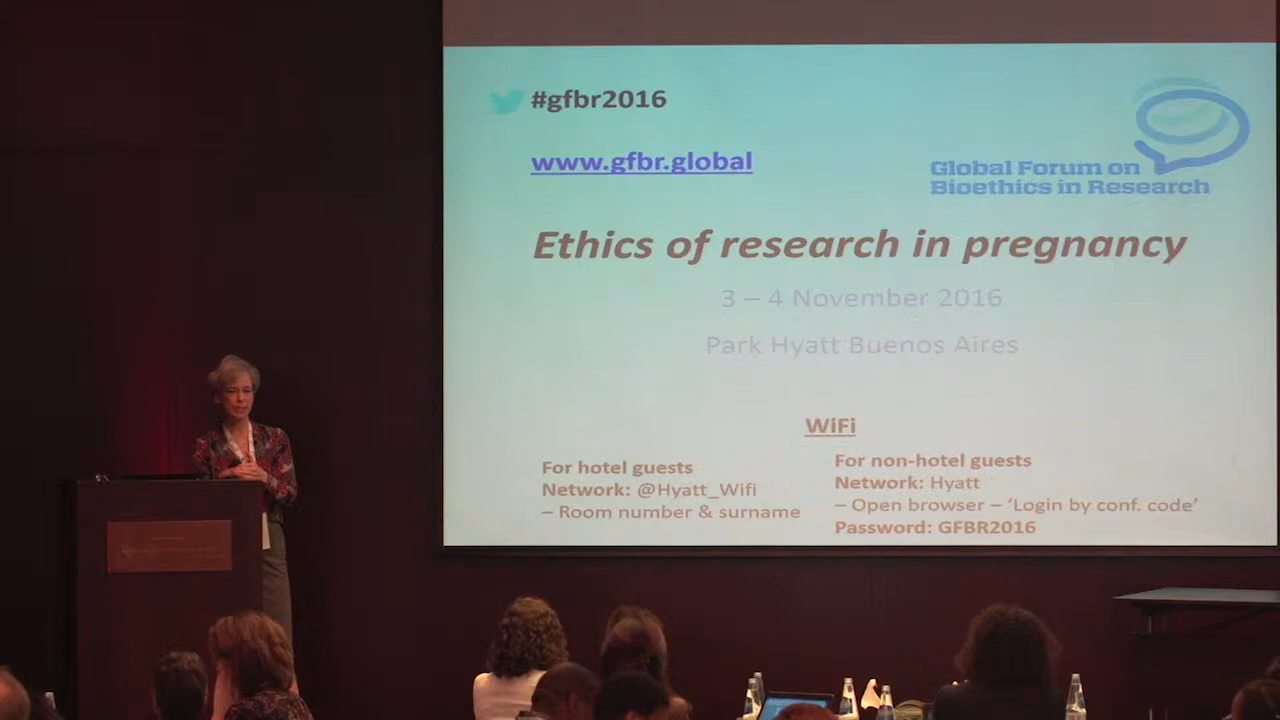 #gfbr2016
www.gfbr.global
Global Forum on
Bioethics in Research
Ethics of research in pregnancy
3 – 4 November 2016
Park Hyatt Buenos Aires
WiFi
For hotel guests
Network: @Hyatt_Wifi
– Room number & surname
For non-hotel guests
Network: Hyatt
– Open browser – ‘Login by conf. code’
Password: GFBR2016